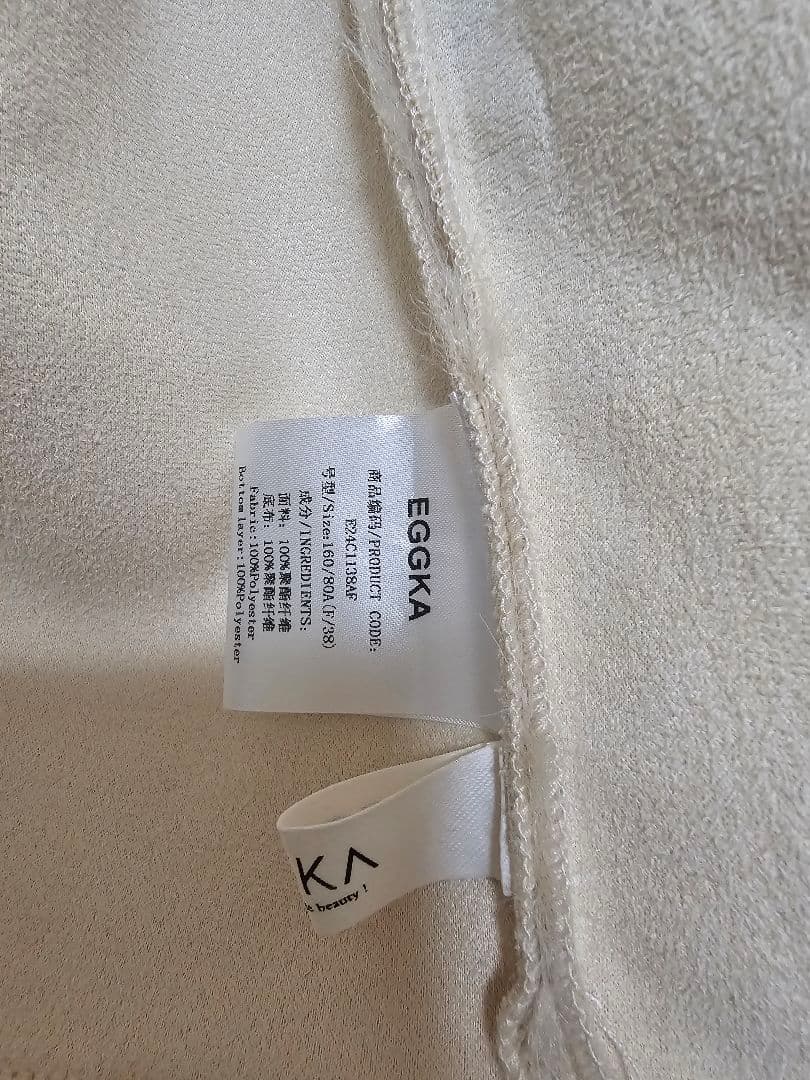 EGGKA
商品编码/PRODUCT CODE:
E24C1138AF
号型/Size:160/80A(F/38)
成分/INGREDIENTS:
面料: 100%聚酯纤维
底布: 100%聚酯纤维
Fabric:100%Polyester
Bottom layer:100%Polyester
KΛ
beauty!